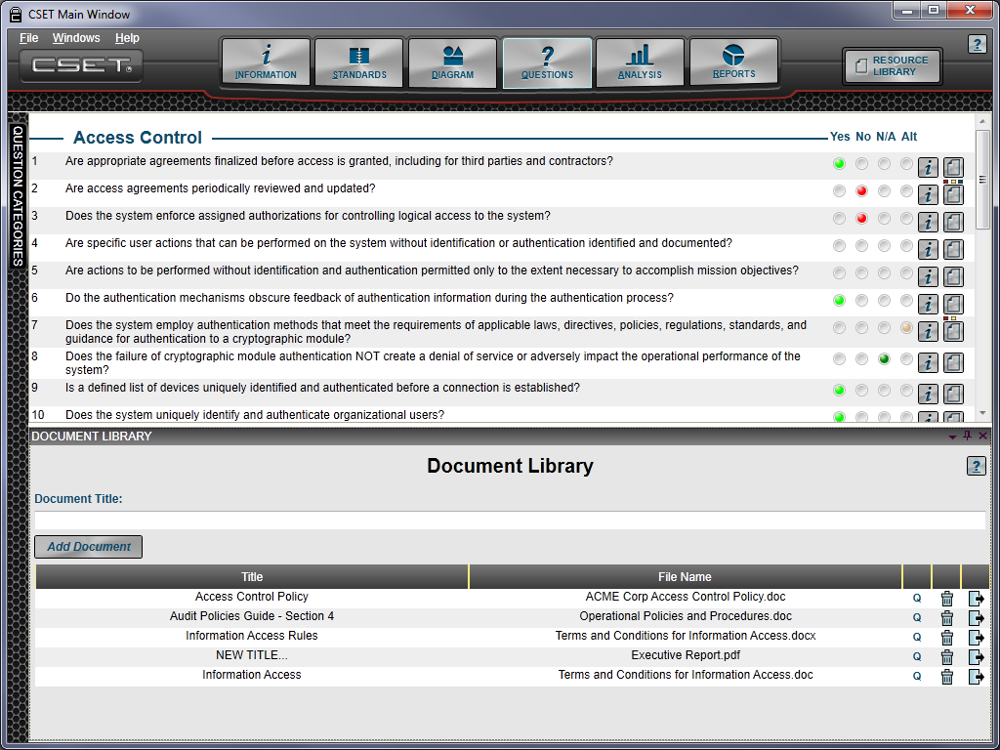 CSET Main Window
File Windows Help
CSET
INFORMATION
STANDARDS
DIAGRAM
QUESTIONS
ANALYSIS
REPORTS
RESOURCE
LIBRARY
?
QUESTION CATEGORIES
Access Control Yes No N/A Alt
1 Are appropriate agreements finalized before access is granted, including for third parties and contractors?
2 Are access agreements periodically reviewed and updated?
3 Does the system enforce assigned authorizations for controlling logical access to the system?
4 Are specific user actions that can be performed on the system without identification or authentication identified and documented?
5 Are actions to be performed without identification and authentication permitted only to the extent necessary to accomplish mission objectives?
6 Do the authentication mechanisms obscure feedback of authentication information during the authentication process?
7 Does the system employ authentication methods that meet the requirements of applicable laws, directives, policies, regulations, standards, and
guidance for authentication to a cryptographic module?
8 Does the failure of cryptographic module authentication NOT create a denial of service or adversely impact the operational performance of the
system?
9 Is a defined list of devices uniquely identified and authenticated before a connection is established?
10 Does the system uniquely identify and authenticate organizational users?
DOCUMENT LIBRARY
Document Library
?
Document Title:
Add Document
Title File Name
Access Control Policy ACME Corp Access Control Policy.doc Q
Audit Policies Guide - Section 4 Operational Policies and Procedures.doc Q
Information Access Rules Terms and Conditions for Information Access.docx Q
NEW TITLE... Executive Report.pdf Q
Information Access Terms and Conditions for Information Access.doc Q